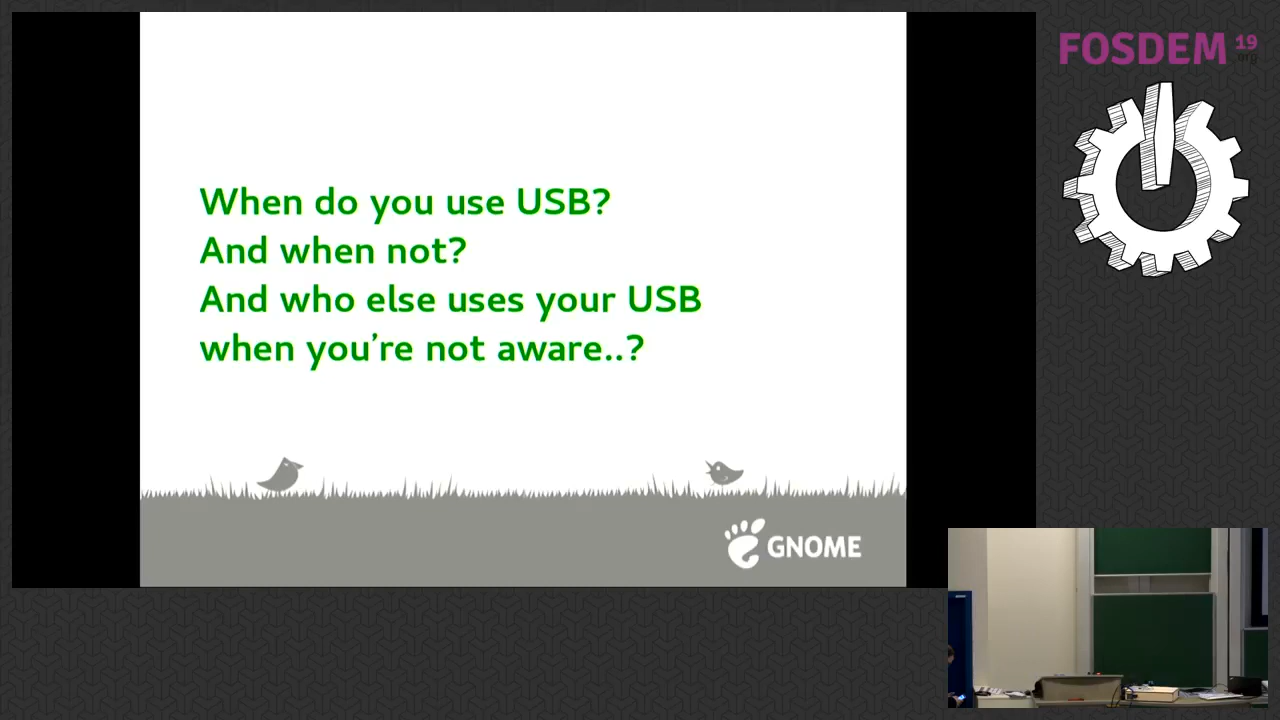 When do you use USB?
And when not?
And who else uses your USB
when you’re not aware..?
GNOME
FOSDEM 19
.org